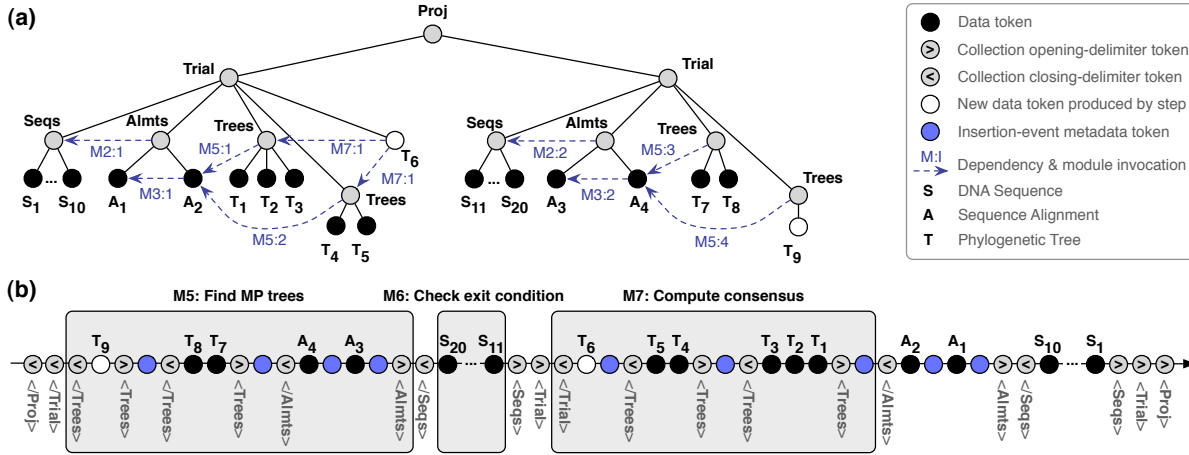 (a)
Proj
Trial
Trial
Seqs
Almts
Trees
T6
M2:1
M5:1
M7:1
M7:1
M3:1
S1
...
S10
A1
A2
T1
T2
T3
Trees
M5:2
T4
T5
Seqs
Almts
Trees
M2:2
M5:3
M3:2
S11
...
S20
A3
A4
T7
T8
Trees
M5:4
T9
Data token
> Collection opening-delimiter token
< Collection closing-delimiter token
New data token produced by step
Insertion-event metadata token
M:I Dependency & module invocation
S DNA Sequence
A Sequence Alignment
T Phylogenetic Tree
(b)
M5: Find MP trees
M6: Check exit condition
M7: Compute consensus
T9 T8 T7 A4 A3 S20 ... S11 T6 T5 T4 T3 T2 T1 A2 A1 S10 ... S1
< < < > < > < > < > > < < > < > < > < > > > >
</Proj>
</Trial>
</Trees>
<Trees>
</Trees>
<Trees>
</Almts>
<Almts>
</Seqs>
<Seqs>
<Trial>
</Trial>
</Trees>
<Trees>
</Trees>
<Trees>
</Almts>
<Almts>
</Seqs>
<Seqs>
<Trial>
<Proj>